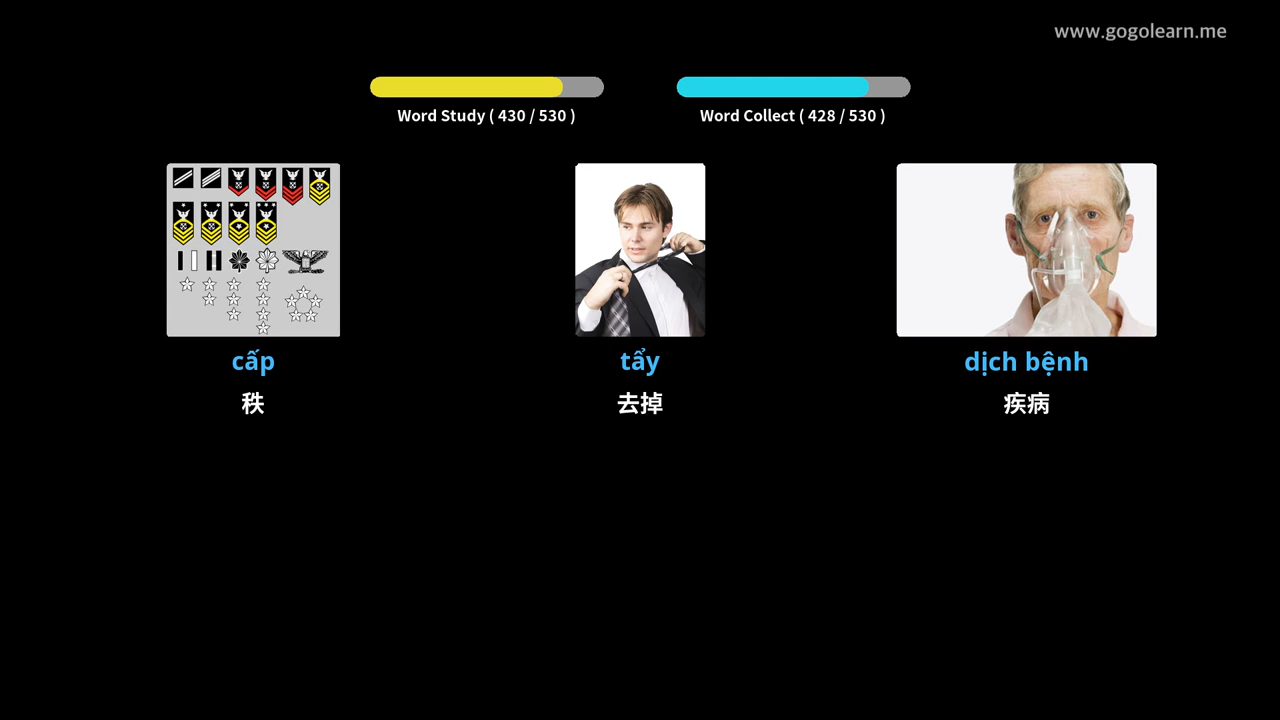 www.gogolearn.me
Word Study ( 430 / 530 )
Word Collect ( 428 / 530 )
cấp
tẩy
dịch bệnh
秩
去掉
疾病